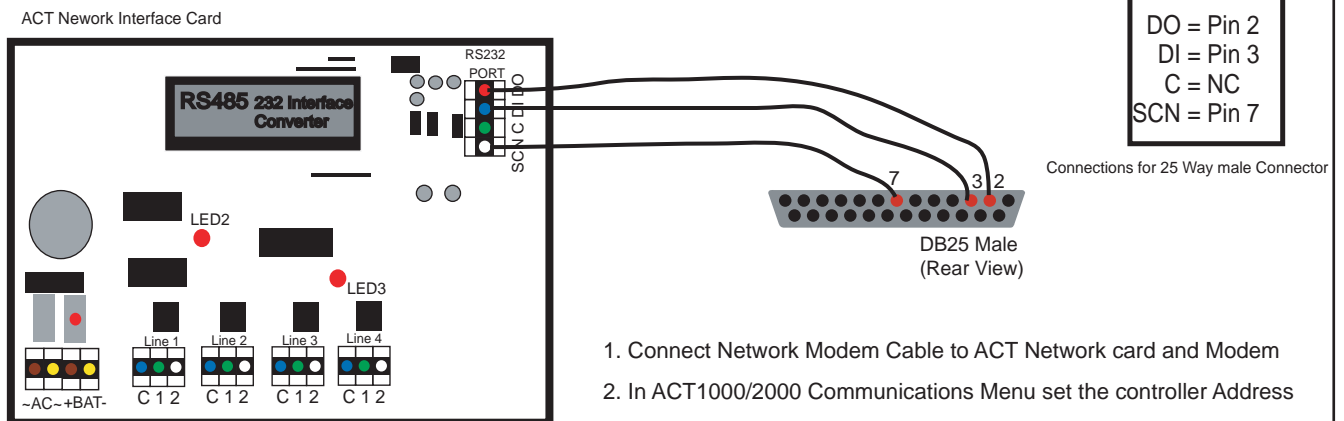 ACT Nework Interface Card
RS232
PORT
RS485 232 Interface
Converter
SCN C DI DO
LED2
LED3
Line 1 Line 2 Line 3 Line 4
~AC~+BAT-
C 1 2 C 1 2 C 1 2 C 1 2
7 3 2
DB25 Male
(Rear View)
DO = Pin 2
DI = Pin 3
C = NC
SCN = Pin 7
Connections for 25 Way male Connector
1. Connect Network Modem Cable to ACT Network card and Modem
2. In ACT1000/2000 Communications Menu set the controller Address